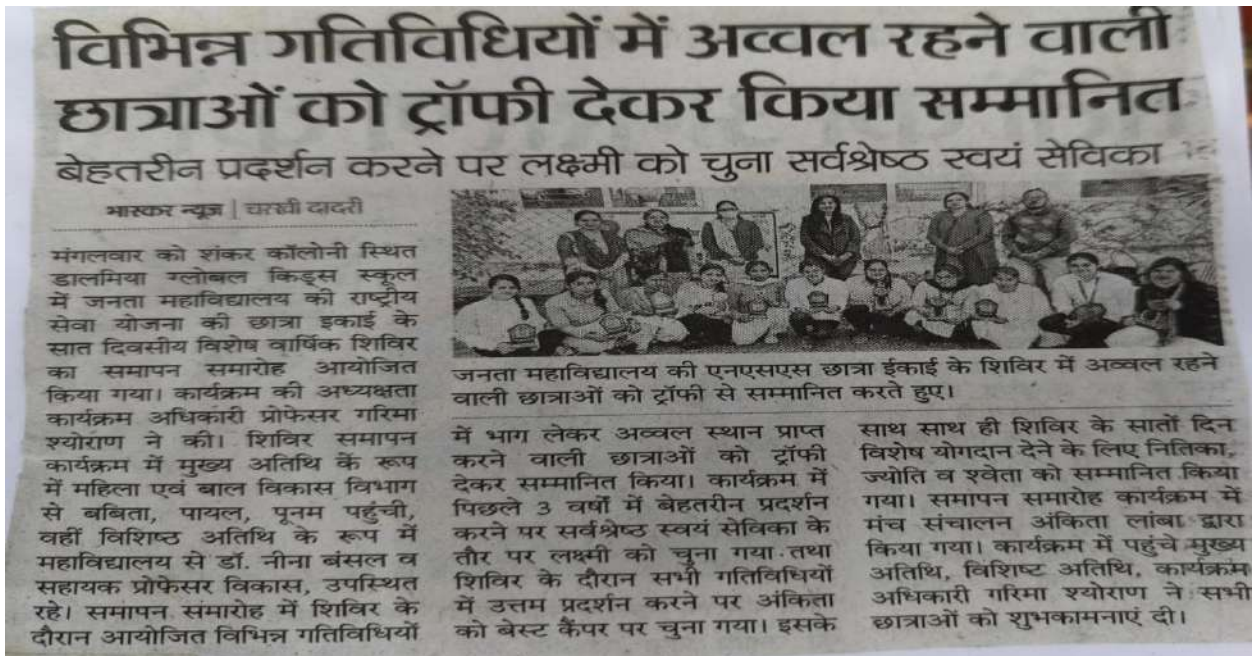 विभिन्न गतिविधियों में अव्वल रहने वाली
छात्राओं को ट्रॉफी देकर किया सम्मानित
बेहतरीन प्रदर्शन करने पर लक्ष्मी को चुना सर्वश्रेष्ठ स्वयं सेविका
भास्कर न्यूज | चरखी दादरी
मंगलवार को शंकर कॉलोनी स्थित
डालमिया ग्लोबल किड्स स्कूल
में जनता महाविद्यालय की राष्ट्रीय
सेवा योजना की छात्रा इकाई के
सात दिवसीय विशेष वार्षिक शिविर
का समापन समारोह आयोजित
किया गया। कार्यक्रम की अध्यक्षता
कार्यक्रम अधिकारी प्रोफेसर गरिमा
श्योराण ने की। शिविर समापन
कार्यक्रम में मुख्य अतिथि के रूप
में महिला एवं बाल विकास विभाग
से बबिता, पायल, पूनम पहुंची,
वहीं विशिष्ठ अतिथि के रूप में
महाविद्यालय से डॉ. नीना बंसल व
सहायक प्रोफेसर विकास, उपस्थित
रहे। समापन समारोह में शिविर के
दौरान आयोजित विभिन्न गतिविधियों
जनता महाविद्यालय की एनएसएस छात्रा ईकाई के शिविर में अव्वल रहने
वाली छात्राओं को ट्रॉफी से सम्मानित करते हुए।
में भाग लेकर अव्वल स्थान प्राप्त
करने वाली छात्राओं को ट्रॉफी
देकर सम्मानित किया। कार्यक्रम में
पिछले 3 वर्षों में बेहतरीन प्रदर्शन
करने पर सर्वश्रेष्ठ स्वयं सेविका के
तौर पर लक्ष्मी को चुना गया तथा
शिविर के दौरान सभी गतिविधियों
में उत्तम प्रदर्शन करने पर अंकिता
को बेस्ट कैंपर पर चुना गया। इसके
साथ साथ ही शिविर के सातों दिन
विशेष योगदान देने के लिए नितिका,
ज्योति व श्वेता को सम्मानित किया
गया। समापन समारोह कार्यक्रम में
मंच संचालन अंकिता लांबा द्वारा
किया गया। कार्यक्रम में पहुंचे मुख्य
अतिथि, विशिष्ट अतिथि, कार्यक्रम
अधिकारी गरिमा श्योराण ने सभी
छात्राओं को शुभकामनाएं दी।